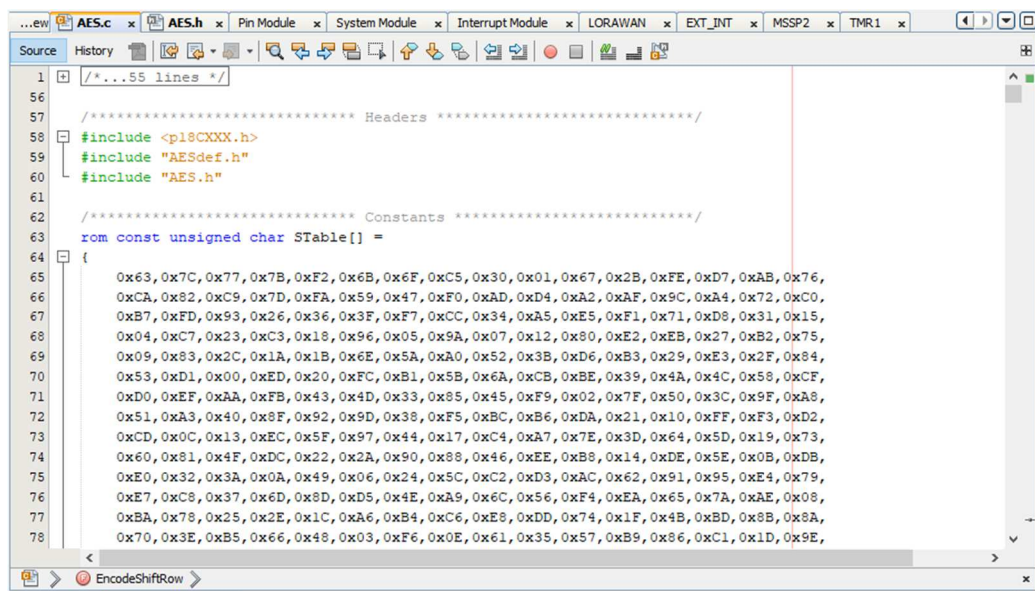 ...ew AES.c x AES.h x Pin Module x System Module x Interrupt Module x LORAWAN x EXT_INT x MSSP2 x TMR1 x
Source History
1 /*...55 lines */
56
57 /****************************** Headers *****************************/
58 #include <p18CXXX.h>
59 #include "AESdef.h"
60 #include "AES.h"
61
62 /****************************** Constants ***************************/
63 rom const unsigned char STable[] =
64 {
65 0x63,0x7C,0x77,0x7B,0xF2,0x6B,0x6F,0xC5,0x30,0x01,0x67,0x2B,0xFE,0xD7,0xAB,0x76,
66 0xCA,0x82,0xC9,0x7D,0xFA,0x59,0x47,0xF0,0xAD,0xD4,0xA2,0xAF,0x9C,0xA4,0x72,0xC0,
67 0xB7,0xFD,0x93,0x26,0x36,0x3F,0xF7,0xCC,0x34,0xA5,0xE5,0xF1,0x71,0xD8,0x31,0x15,
68 0x04,0xC7,0x23,0xC3,0x18,0x96,0x05,0x9A,0x07,0x12,0x80,0xE2,0xEB,0x27,0xB2,0x75,
69 0x09,0x83,0x2C,0x1A,0x1B,0x6E,0x5A,0xA0,0x52,0x3B,0xD6,0xB3,0x29,0xE3,0x2F,0x84,
70 0x53,0xD1,0x00,0xED,0x20,0xFC,0xB1,0x5B,0x6A,0xCB,0xBE,0x39,0x4A,0x4C,0x58,0xCF,
71 0xD0,0xEF,0xAA,0xFB,0x43,0x4D,0x33,0x85,0x45,0xF9,0x02,0x7F,0x50,0x3C,0x9F,0xA8,
72 0x51,0xA3,0x40,0x8F,0x92,0x9D,0x38,0xF5,0xBC,0xB6,0xDA,0x21,0x10,0xFF,0xF3,0xD2,
73 0xCD,0x0C,0x13,0xEC,0x5F,0x97,0x44,0x17,0xC4,0xA7,0x7E,0x3D,0x64,0x5D,0x19,0x73,
74 0x60,0x81,0x4F,0xDC,0x22,0x2A,0x90,0x88,0x46,0xEE,0xB8,0x14,0xDE,0x5E,0x0B,0xDB,
75 0xE0,0x32,0x3A,0x0A,0x49,0x06,0x24,0x5C,0xC2,0xD3,0xAC,0x62,0x91,0x95,0xE4,0x79,
76 0xE7,0xC8,0x37,0x6D,0x8D,0xD5,0x4E,0xA9,0x6C,0x56,0xF4,0xEA,0x65,0x7A,0xAE,0x08,
77 0xBA,0x78,0x25,0x2E,0x1C,0xA6,0xB4,0xC6,0xE8,0xDD,0x74,0x1F,0x4B,0xBD,0x8B,0x8A,
78 0x70,0x3E,0xB5,0x66,0x48,0x03,0xF6,0x0E,0x61,0x35,0x57,0xB9,0x86,0xC1,0x1D,0x9E,
EncodeShiftRow